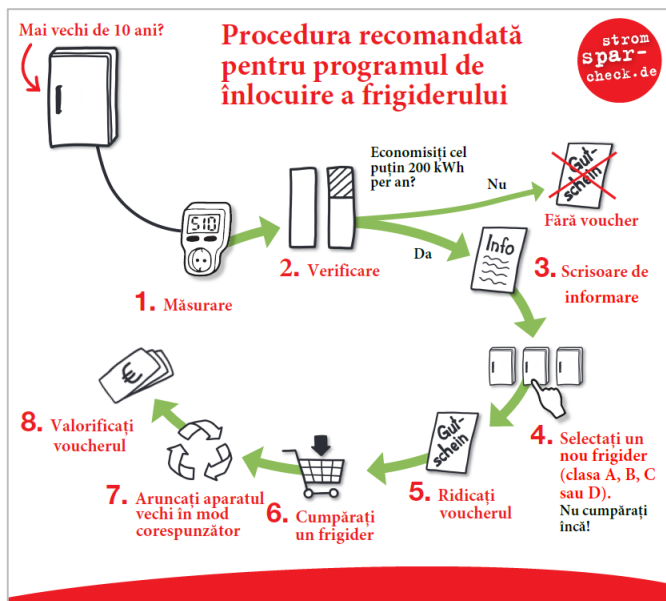 Mai vechi de 10 ani?
Procedura recomandată
pentru programul de
înlocuire a frigiderului
strom
spar-
check.de
Economisiți cel
puțin 200 kWh
per an?
Nu
Gut-
schein
Fără voucher
510
Da
Info
1. Măsurare
2. Verificare
3. Scrisoare de
informare
4. Selectați un
nou frigider
(clasa A, B, C
sau D).
Nu cumpărați
încă!
Gut-
schein
5. Ridicați
voucherul
6. Cumpărați
un frigider
7. Aruncați aparatul
vechi în mod
corespunzător
€
8. Valorificați
voucherul